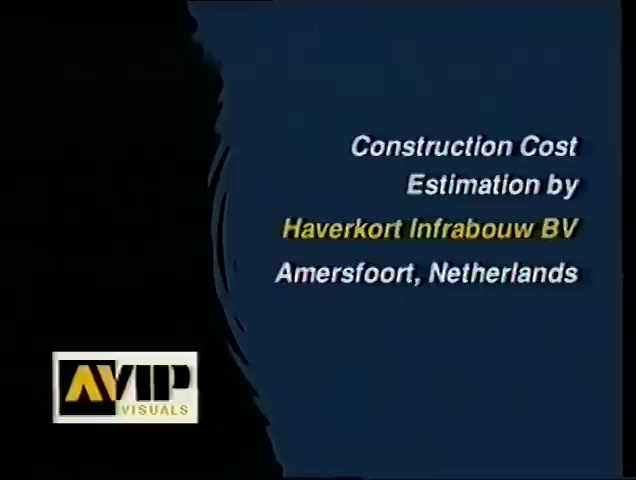 Construction Cost
Estimation by
Haverkort Infrabouw BV
Amersfoort, Netherlands
AVIP
VISUALS